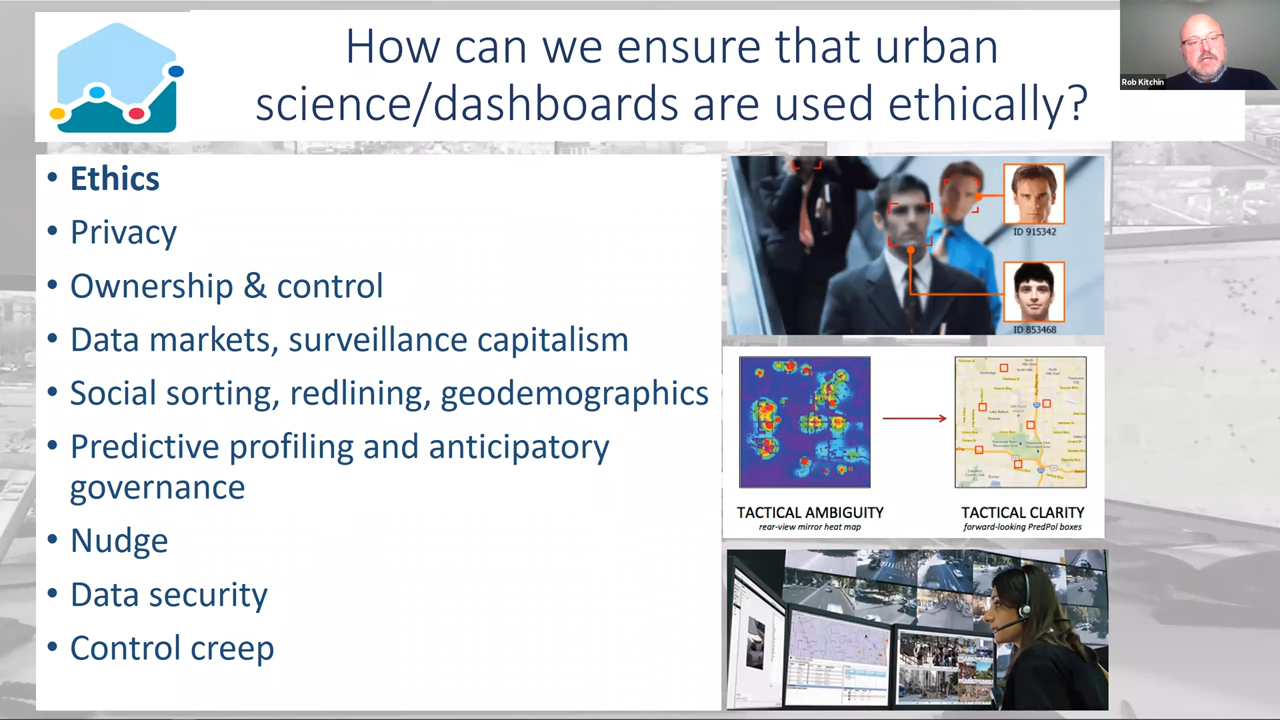 How can we ensure that urban
science/dashboards are used ethically?
Rob Kitchin
• Ethics
• Privacy
• Ownership & control
• Data markets, surveillance capitalism
• Social sorting, redlining, geodemographics
• Predictive profiling and anticipatory
governance
• Nudge
• Data security
• Control creep
ID 915342
ID 853468
TACTICAL AMBIGUITY
rear-view mirror heat map
TACTICAL CLARITY
forward-looking PredPol boxes